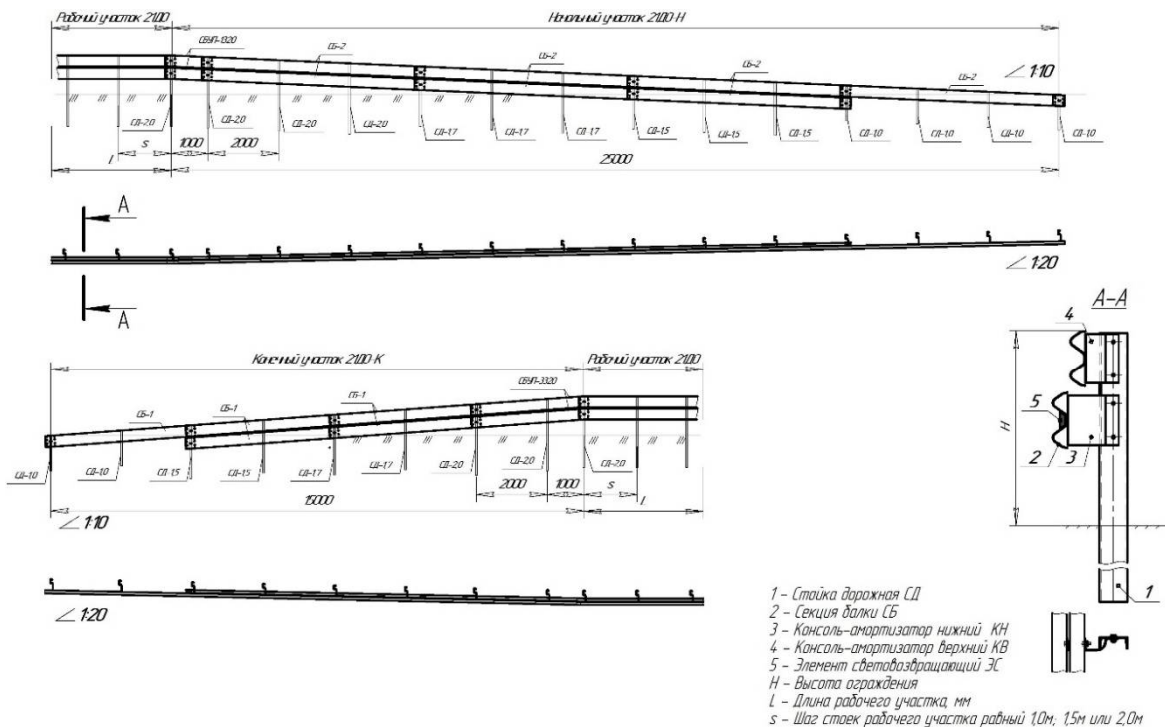 Рабочий участок 21ДО
Начальный участок 21ДО-Н
СБУП-1320
СБ-2
СБ-2
СБ-2
СБ-2
∠ 1:10
СД-2.0
СД-2.0
СД-2.0
СД-2.0
СД-1.7
СД-1.7
СД-1.7
СД-1.5
СД-1.5
СД-1.5
СД-1.0
СД-1.0
СД-1.0
СД-1.0
s
1000
2000
l
25000
А
∠ 1:20
А
А-А
Конечный участок 21ДО-К
Рабочий участок 21ДО
СБ-1
СБ-1
СБ-1
СБУП-3320
СД-1.0
СД-1.0
СД-1.5
СД-1.5
СД-1.7
СД-2.0
СД-2.0
2000
1000
s
15000
L
∠ 1:10
∠ 1:20
4
H
5
2
3
1
1 - Стойка дорожная СД
2 - Секция балки СБ
3 - Консоль-амортизатор нижний КН
4 - Консоль-амортизатор верхний КВ
5 - Элемент световозвращающий ЭС
H - Высота ограждения
L - Длина рабочего участка, мм
s - Шаг стоек рабочего участка равный 1,0м; 1,5м или 2,0м